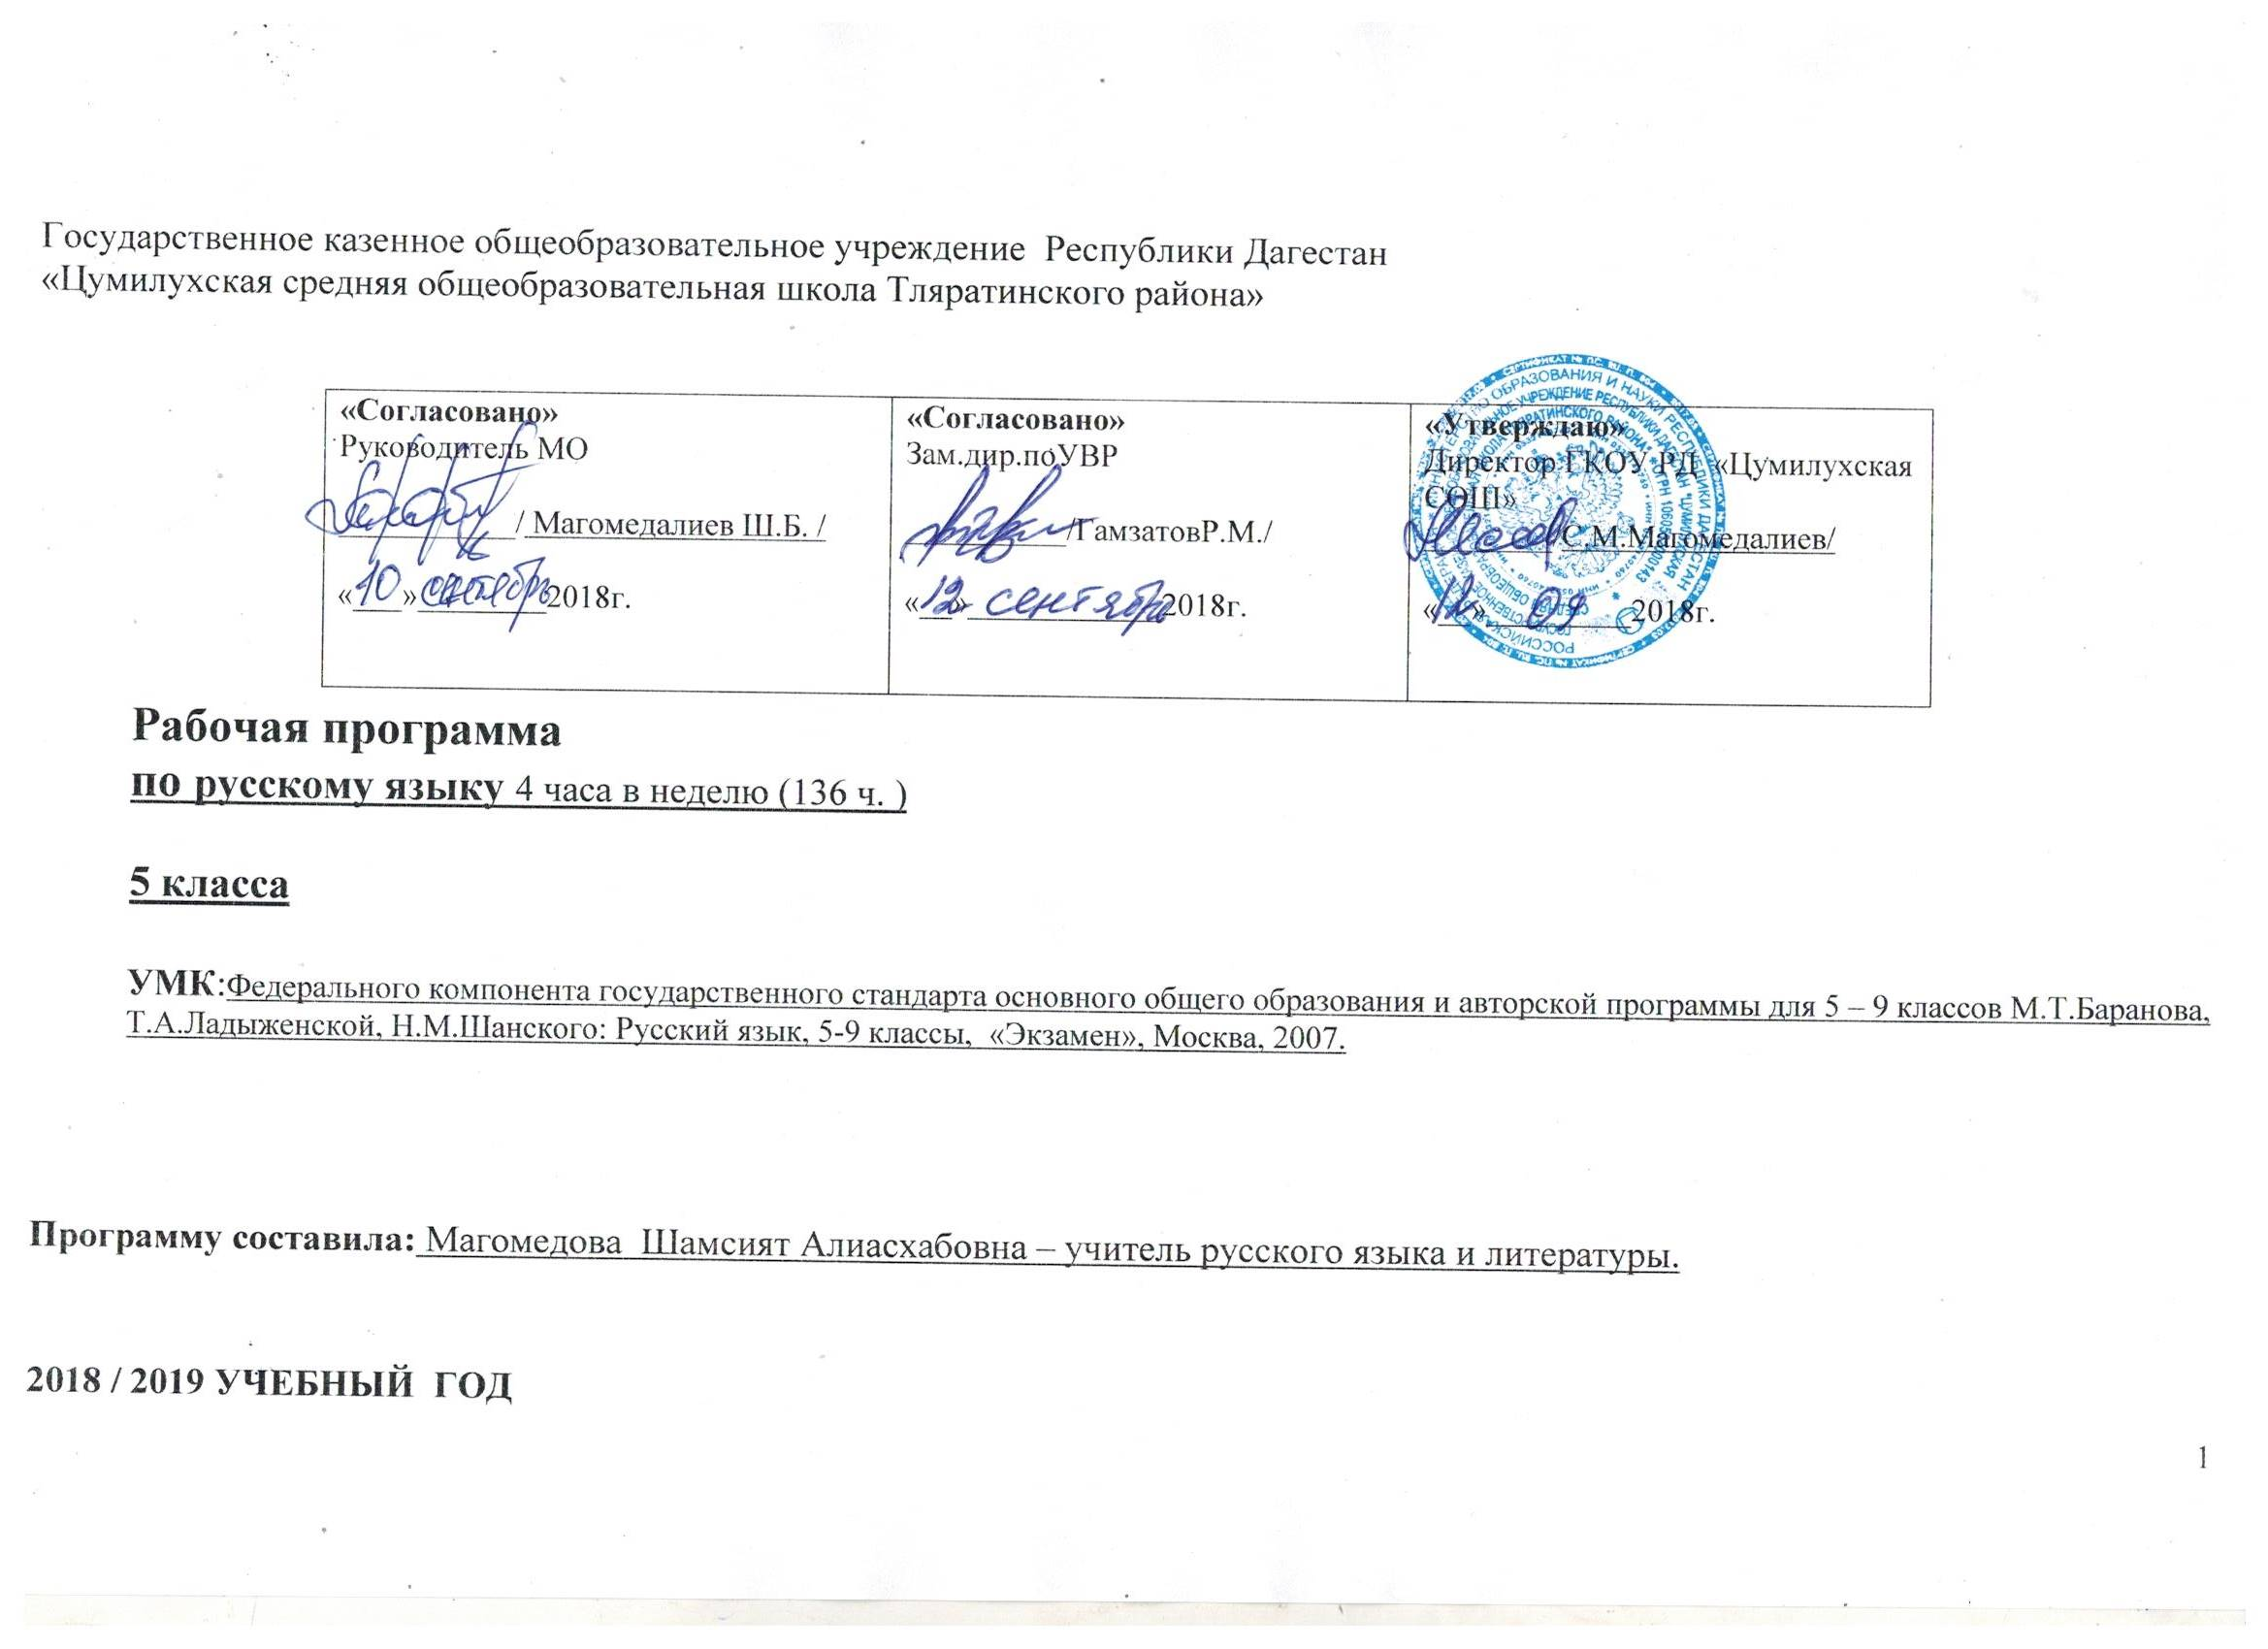 Государственное казенное общеобразовательное учреждение  Республики Дагестан
«Цумилухская средняя общеобразовательная школа Тляратинского района»
«Согласовано»
Руководитель МО
/ Магомедалиев Ш.Б. /
«10» сентябрь 2018г.
«Согласовано»
Зам.дир.поУВР
/ГамзатовР.М./
«12» сентября 2018г.
«Утверждаю»
Директор ГКОУ РД  «Цумилухская
СОШ»
С.М.Магомедалиев/
«12» 09 2018г.
Рабочая программа
по русскому языку 4 часа в неделю (136 ч. )
5 класса
УМК:Федерального компонента государственного стандарта основного общего образования и авторской программы для 5 – 9 классов М.Т.Баранова,
Т.А.Ладыженской, Н.М.Шанского: Русский язык, 5-9 классы,  «Экзамен», Москва, 2007.
Программу составила: Магомедова  Шамсият Алиасхабовна – учитель русского языка и литературы.
2018 / 2019 УЧЕБНЫЙ  ГОД
1